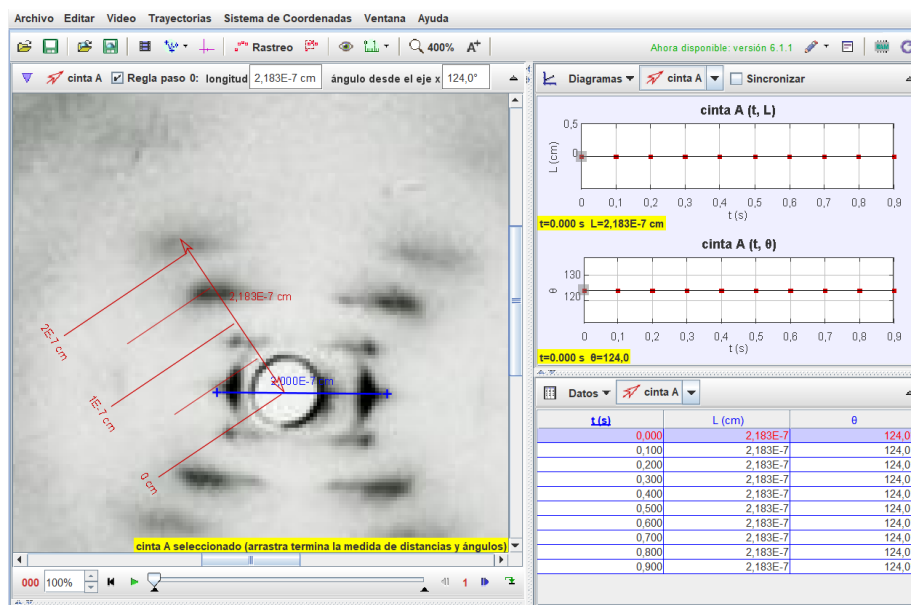 Archivo Editar Video Trayectorias Sistema de Coordenadas Ventana Ayuda
Rastreo 400% A+ Ahora disponible: versión 6.1.1
cinta A Regla paso 0: longitud 2,183E-7 cm ángulo desde el eje x 124,0°
2,183E-7 cm
2E-7 cm
2,000E-7 cm
1E-7 cm
0 cm
cinta A seleccionado (arrastra termina la medida de distancias y ángulos)
000 100% 1
Diagramas cinta A Sincronizar
cinta A (t, L)
0,5
0
L (cm)
0 0,1 0,2 0,3 0,4 0,5 0,6 0,7 0,8 0,9
t (s)
t=0.000 s L=2,183E-7 cm
cinta A (t, θ)
130
120
θ
0 0,1 0,2 0,3 0,4 0,5 0,6 0,7 0,8 0,9
t (s)
t=0.000 s θ=124,0
Datos cinta A
t (s) L (cm) θ
0,000 2,183E-7 124,0
0,100 2,183E-7 124,0
0,200 2,183E-7 124,0
0,300 2,183E-7 124,0
0,400 2,183E-7 124,0
0,500 2,183E-7 124,0
0,600 2,183E-7 124,0
0,700 2,183E-7 124,0
0,800 2,183E-7 124,0
0,900 2,183E-7 124,0